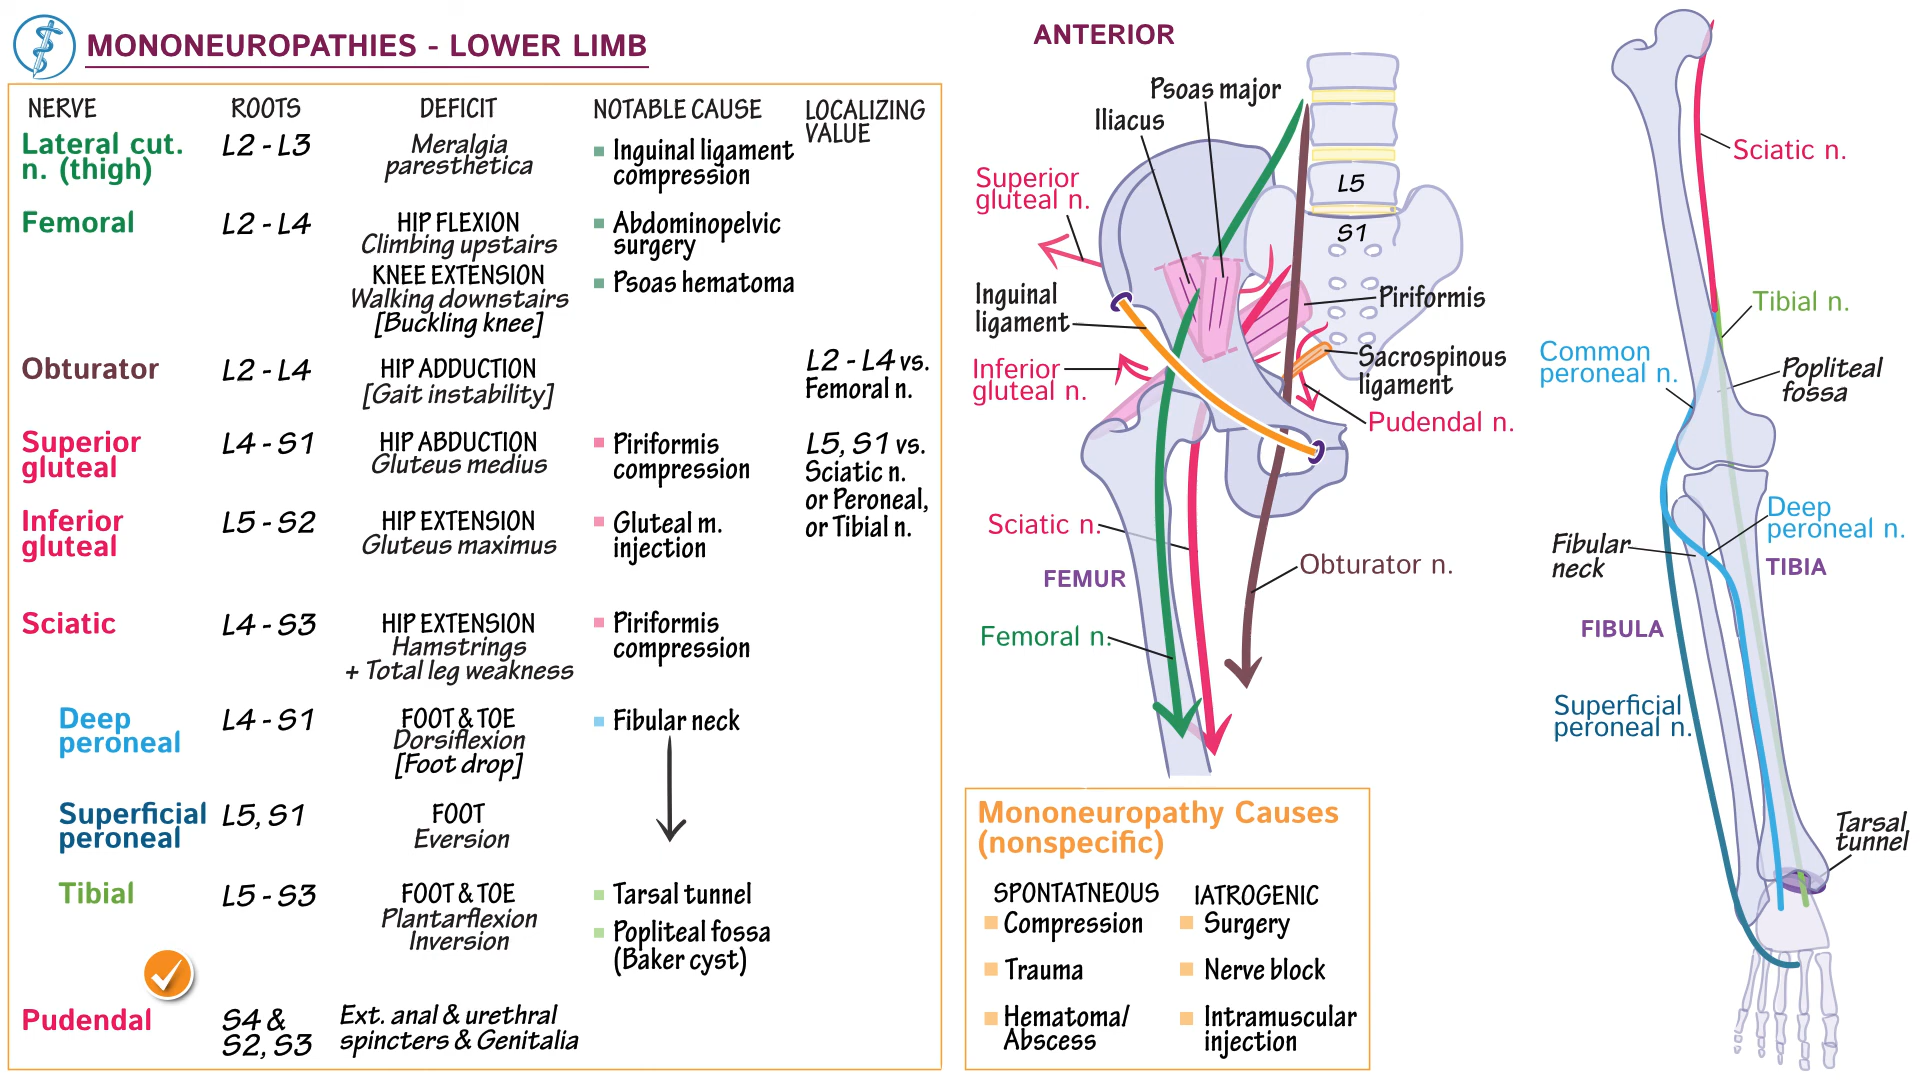 MONONEUROPATHIES - LOWER LIMB
NERVE
ROOTS
DEFICIT
NOTABLE CAUSE
LOCALIZING
VALUE
Lateral cut.
n. (thigh)
L2 - L3
Meralgia
paresthetica
Inguinal ligament
compression
Femoral
L2 - L4
HIP FLEXION
Climbing upstairs
KNEE EXTENSION
Walking downstairs
[Buckling knee]
Abdominopelvic
surgery
Psoas hematoma
Obturator
L2 - L4
HIP ADDUCTION
[Gait instability]
L2 - L4 vs.
Femoral n.
Superior
gluteal
L4 - S1
HIP ABDUCTION
Gluteus medius
Piriformis
compression
L5, S1 vs.
Sciatic n.
or Peroneal,
or Tibial n.
Inferior
gluteal
L5 - S2
HIP EXTENSION
Gluteus maximus
Gluteal m.
injection
Sciatic
L4 - S3
HIP EXTENSION
Hamstrings
+ Total leg weakness
Piriformis
compression
Deep
peroneal
L4 - S1
FOOT & TOE
Dorsiflexion
[Foot drop]
Fibular neck
Superficial
peroneal
L5, S1
FOOT
Eversion
Tibial
L5 - S3
FOOT & TOE
Plantarflexion
Inversion
Tarsal tunnel
Popliteal fossa
(Baker cyst)
Pudendal
S4 &
S2, S3
Ext. anal & urethral
spincters & Genitalia
ANTERIOR
Psoas major
Iliacus
Superior
gluteal n.
L5
S1
Inguinal
ligament
Piriformis
Inferior
gluteal n.
Sacrospinous
ligament
Pudendal n.
Sciatic n.
FEMUR
Obturator n.
Femoral n.
Mononeuropathy Causes
(nonspecific)
SPONTATNEOUS
Compression
Trauma
Hematoma/
Abscess
IATROGENIC
Surgery
Nerve block
Intramuscular
injection
Sciatic n.
Tibial n.
Common
peroneal n.
Popliteal
fossa
Deep
peroneal n.
Fibular
neck
TIBIA
FIBULA
Superficial
peroneal n.
Tarsal
tunnel